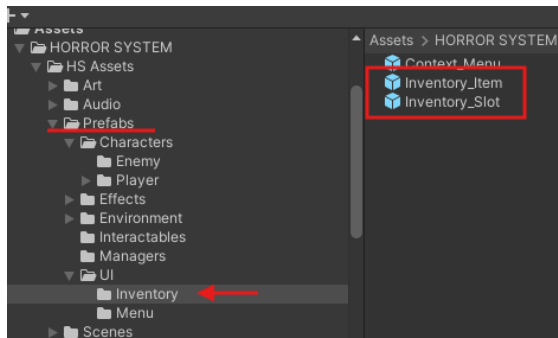 Assets
HORROR SYSTEM
HS Assets
Art
Audio
Prefabs
Characters
Enemy
Player
Effects
Environment
Interactables
Managers
UI
Inventory
Menu
Scenes
Assets > HORROR SYSTEM
Context_Menu
Inventory_Item
Inventory_Slot